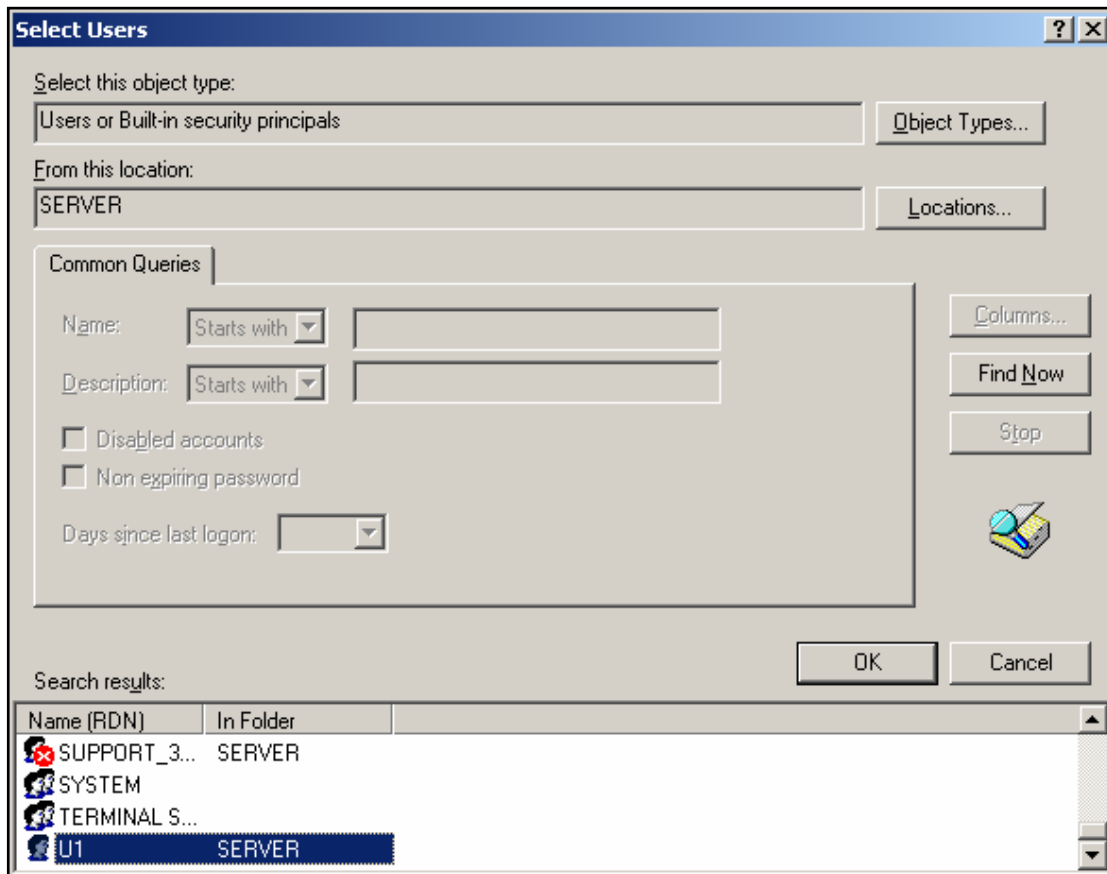 Select Users
Select this object type:
Users or Built-in security principals
Object Types...
From this location:
SERVER
Locations...
Common Queries
Name: Starts with
Columns...
Description: Starts with
Find Now
Disabled accounts
Stop
Non expiring password
Days since last logon:
OK Cancel
Search results:
Name (RDN) In Folder
SUPPORT_3... SERVER
SYSTEM
TERMINAL S...
U1 SERVER